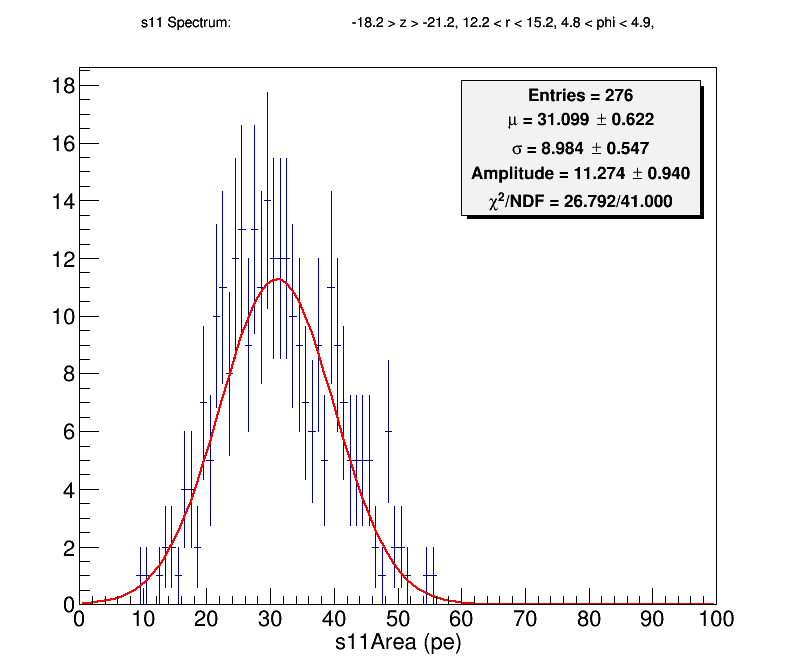 s11 Spectrum: -18.2 > z > -21.2, 12.2 < r < 15.2, 4.8 < phi < 4.9,
Entries = 276
μ = 31.099 ± 0.622
σ = 8.984 ± 0.547
Amplitude = 11.274 ± 0.940
χ²/NDF = 26.792/41.000
18
16
14
12
10
8
6
4
2
0
0 10 20 30 40 50 60 70 80 90 100
s11Area (pe)